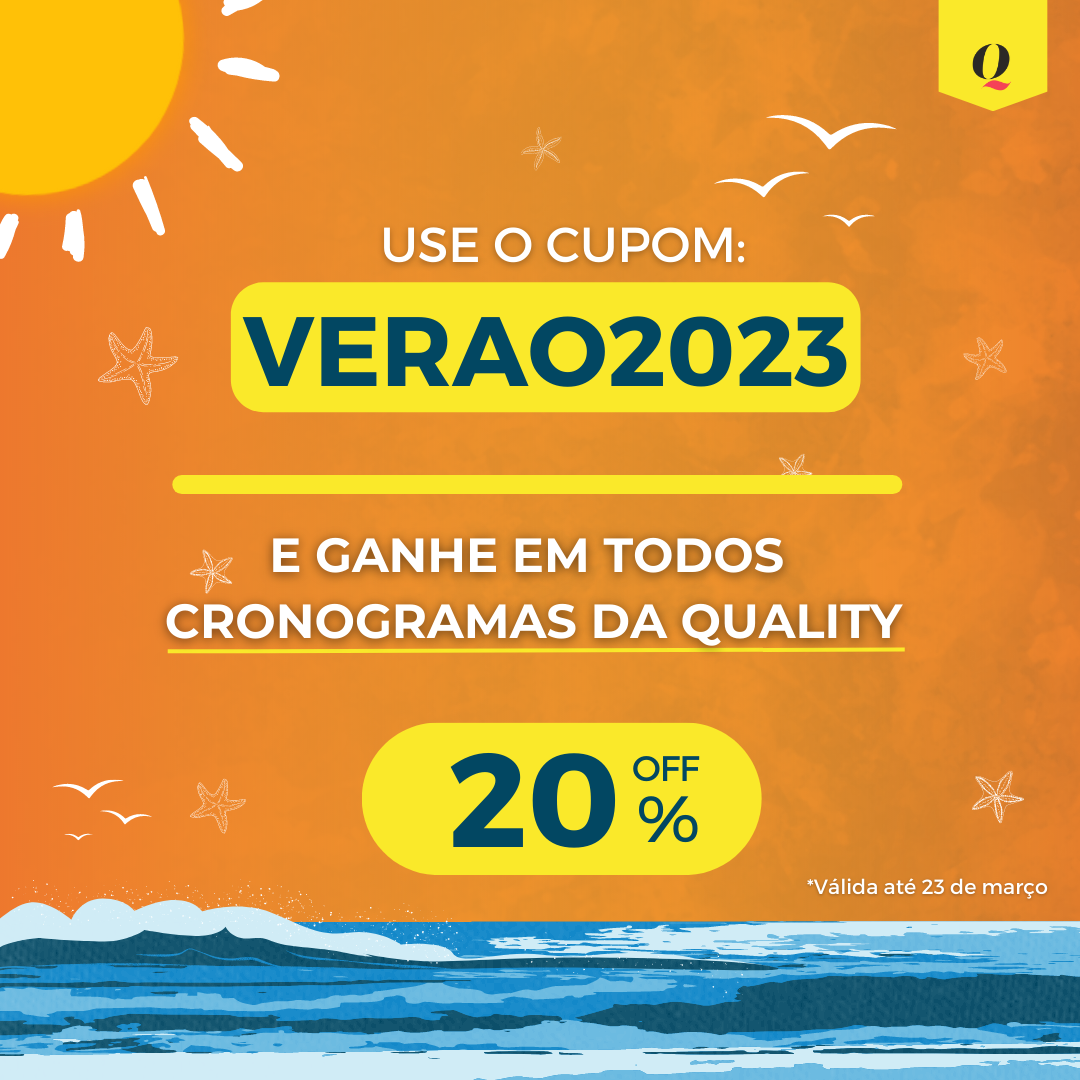 Q
USE O CUPOM:
VERAO2023
E GANHE EM TODOS
CRONOGRAMAS DA QUALITY
20 OFF
%
*Válida até 23 de março